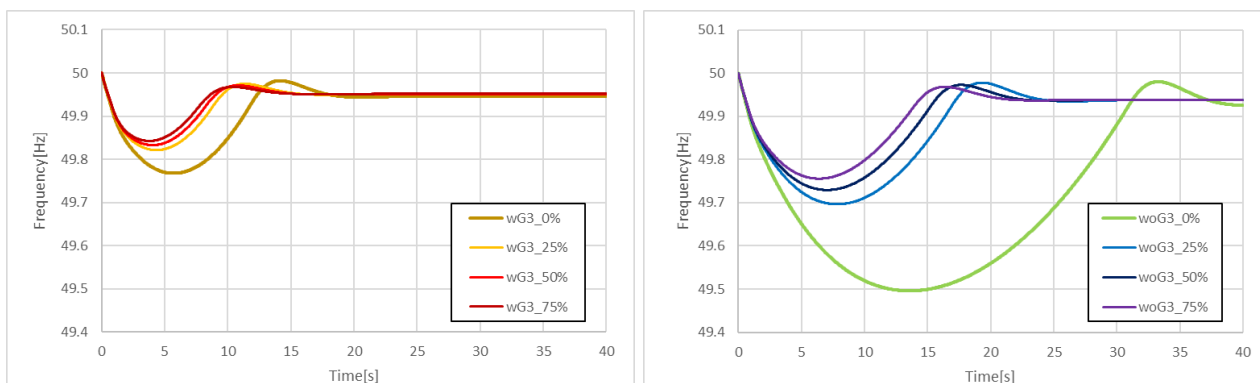 50.1
50
49.9
49.8
49.7
49.6
49.5
49.4
Frequency[Hz]
0 5 10 15 20 25 30 35 40
Time[s]
wG3_0%
wG3_25%
wG3_50%
wG3_75%
50.1
50
49.9
49.8
49.7
49.6
49.5
49.4
Frequency[Hz]
0 5 10 15 20 25 30 35 40
Time[s]
woG3_0%
woG3_25%
woG3_50%
woG3_75%